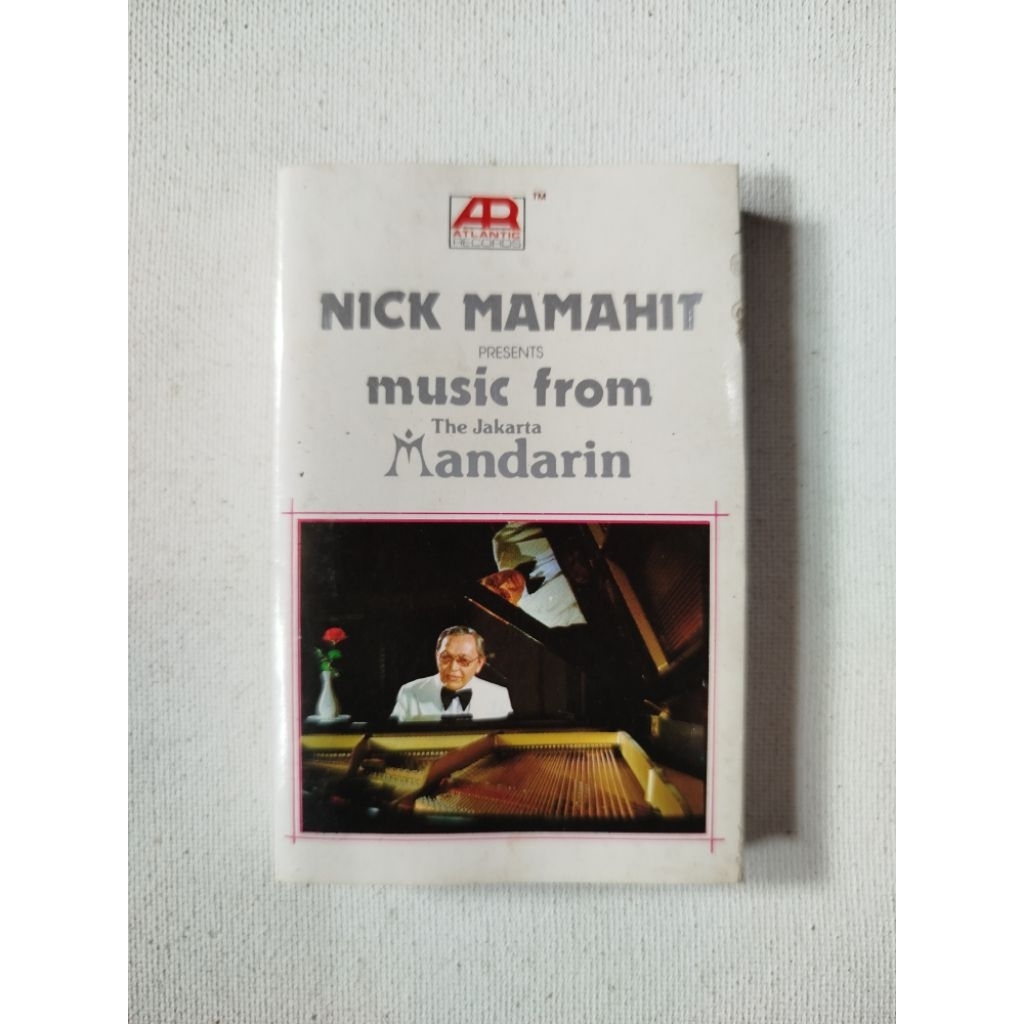 AR ™
ATLANTIC
RECORDS
NICK MAMAHIT
PRESENTS
music from
The Jakarta
Mandarin